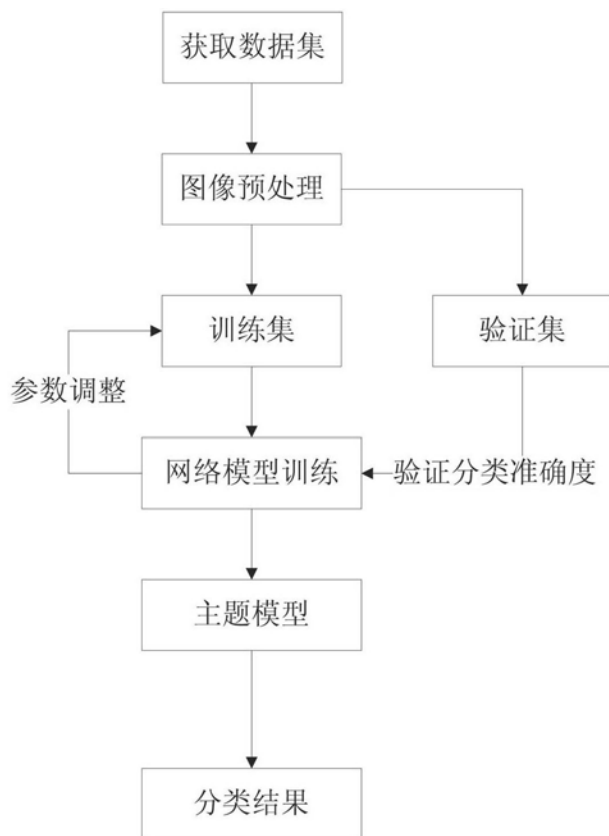 获取数据集
图像预处理
训练集
验证集
参数调整
网络模型训练
验证分类准确度
主题模型
分类结果